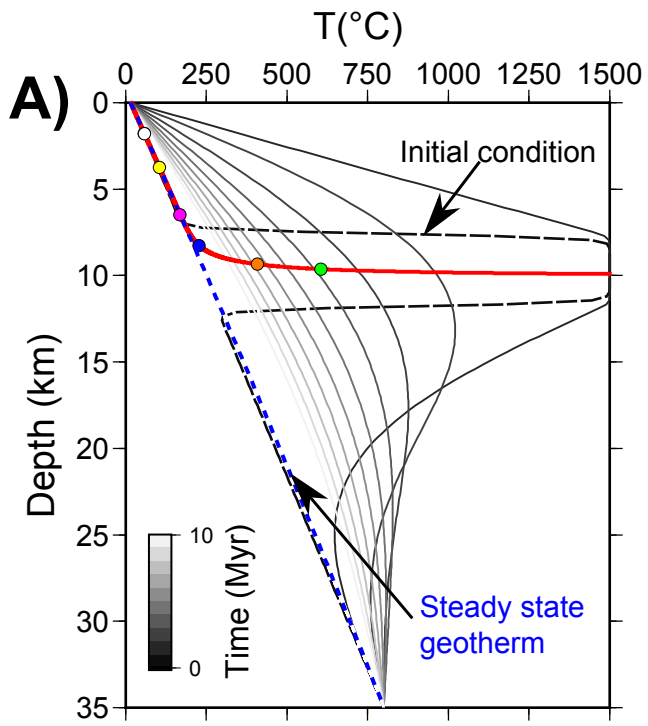 T(°C)
A)
0 250 500 750 1000 1250 1500
0
5
10
15
20
25
30
35
Depth (km)
Initial condition
Steady state
geotherm
10
0
Time (Myr)